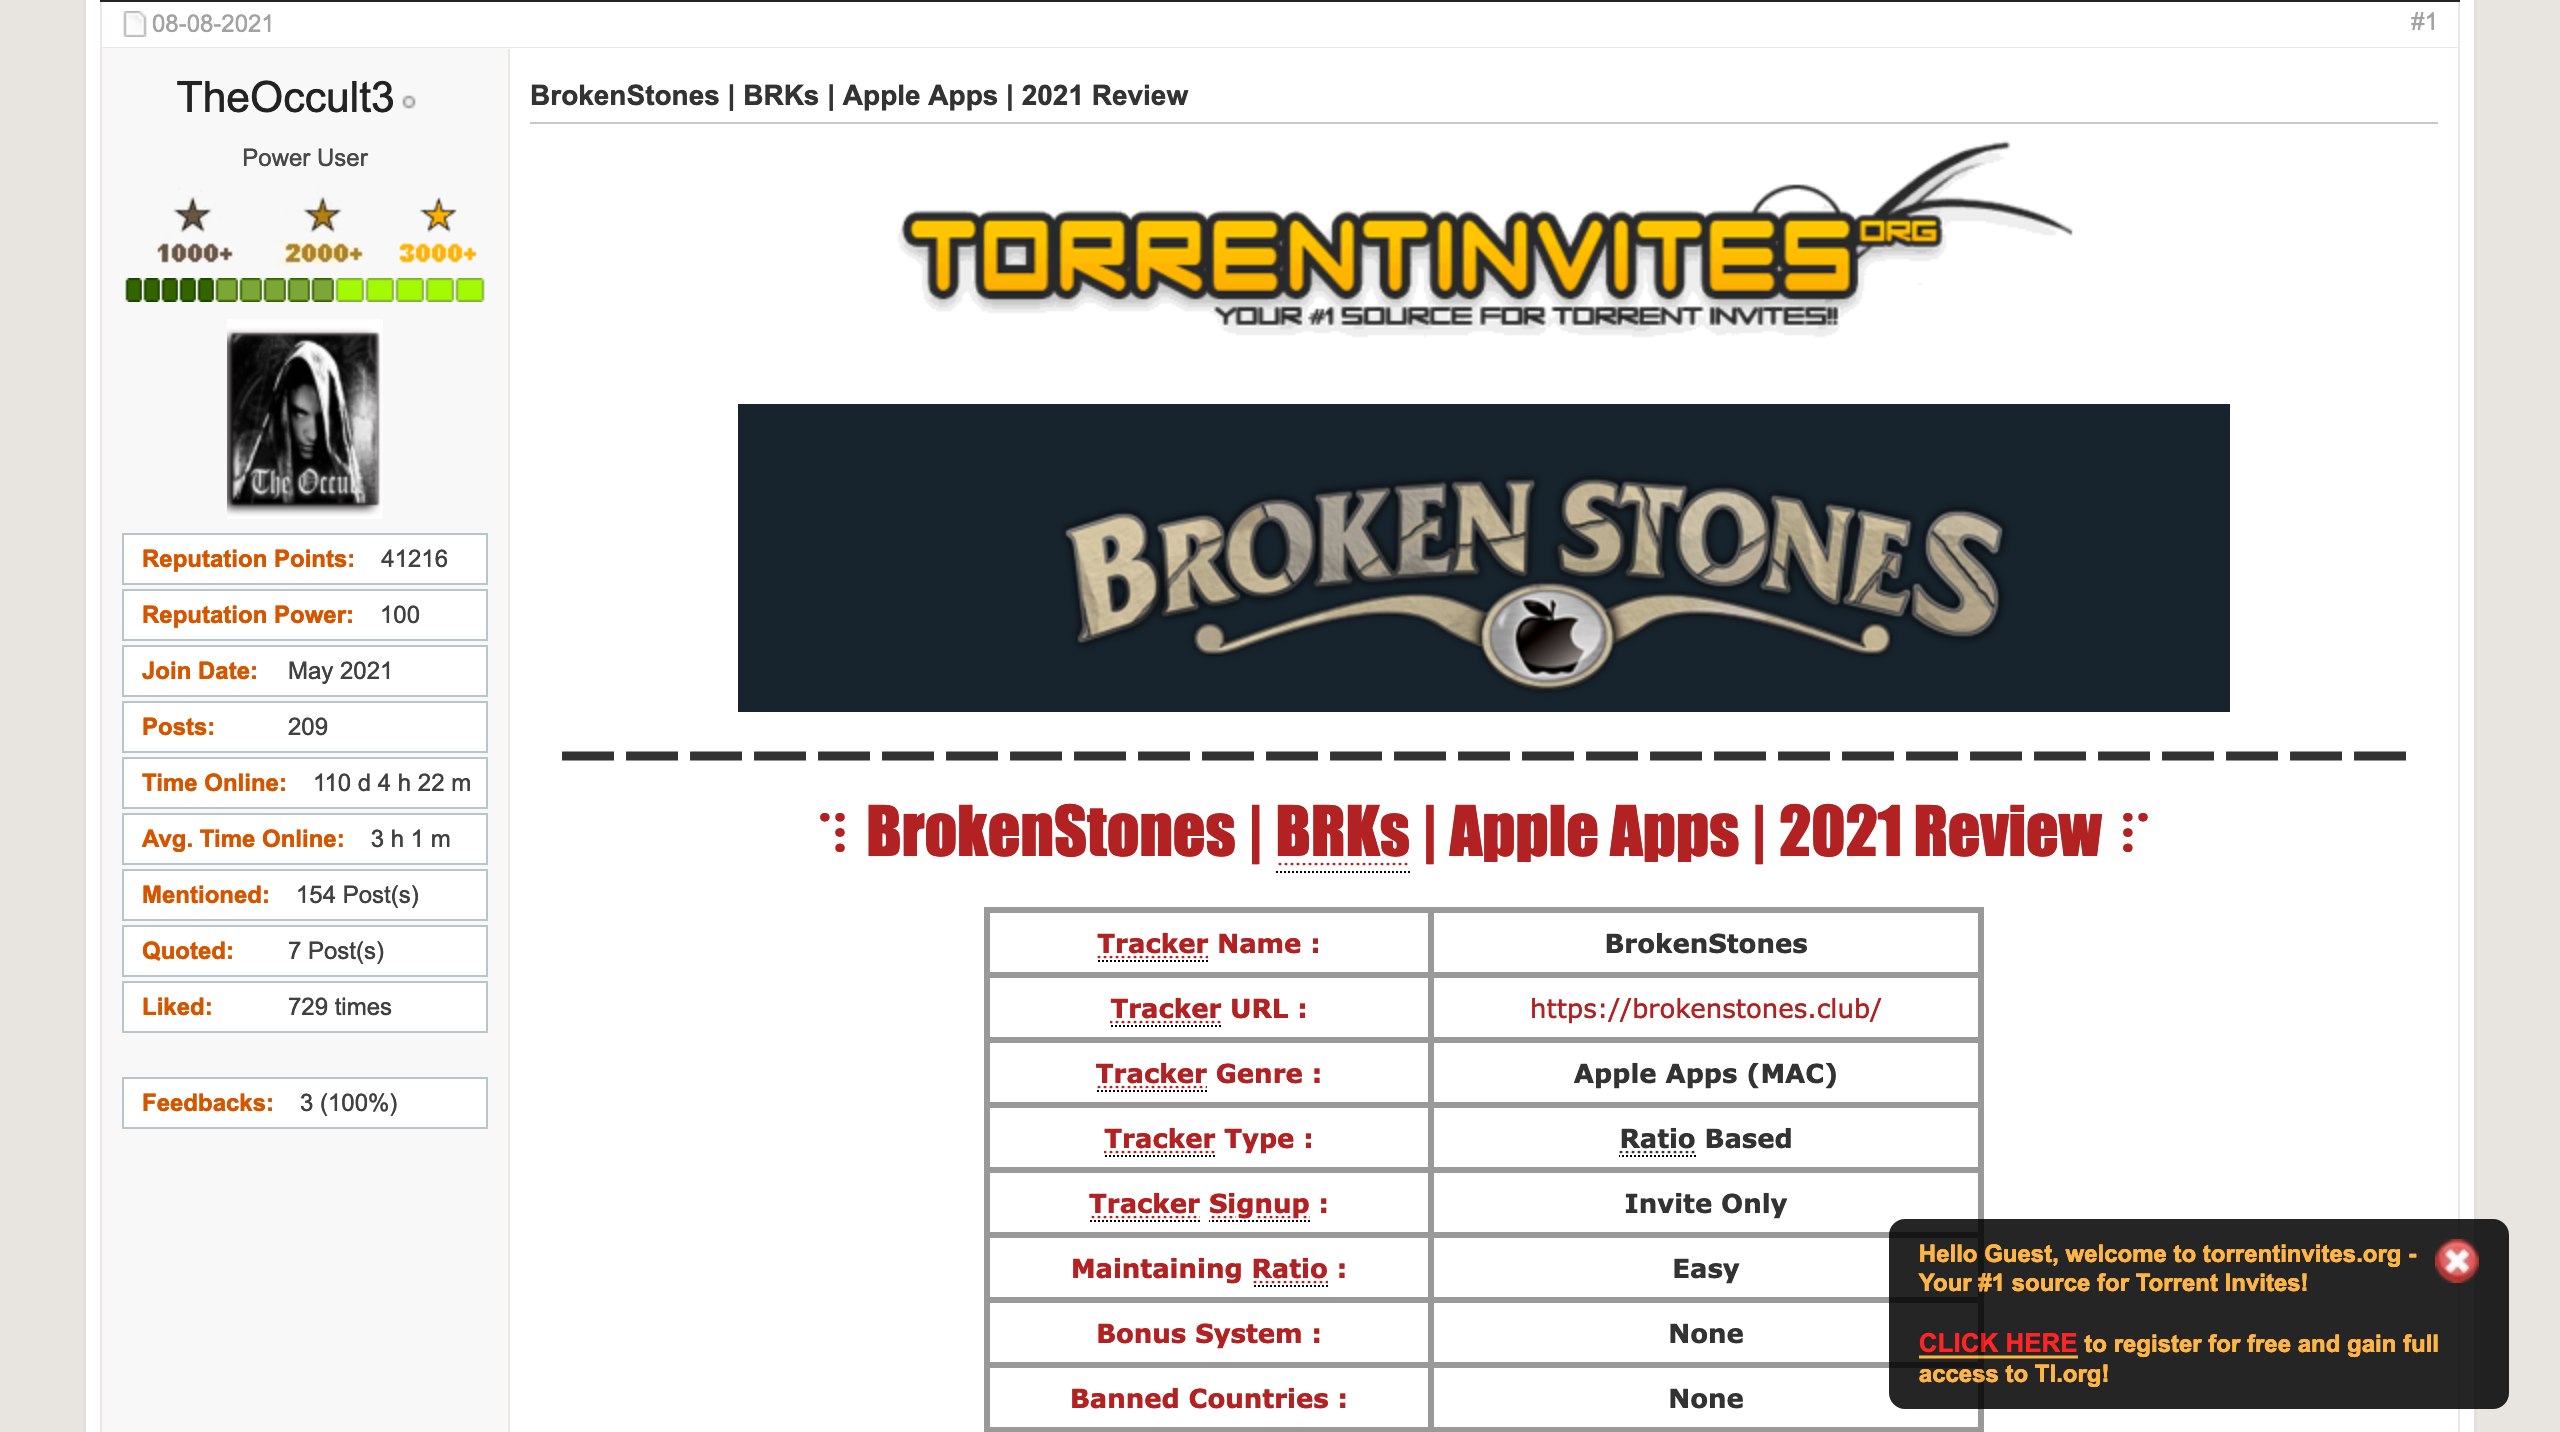 08-08-2021
#1
TheOccult3
Power User
1000+ 2000+ 3000+
The Occul
Reputation Points: 41216
Reputation Power: 100
Join Date: May 2021
Posts: 209
Time Online: 110 d 4 h 22 m
Avg. Time Online: 3 h 1 m
Mentioned: 154 Post(s)
Quoted: 7 Post(s)
Liked: 729 times
Feedbacks: 3 (100%)
BrokenStones | BRKs | Apple Apps | 2021 Review
TORRENTINVITES ORG
YOUR #1 SOURCE FOR TORRENT INVITES!!
BROKEN STONES
BrokenStones | BRKs | Apple Apps | 2021 Review
Tracker Name : BrokenStones
Tracker URL : https://brokenstones.club/
Tracker Genre : Apple Apps (MAC)
Tracker Type : Ratio Based
Tracker Signup : Invite Only
Maintaining Ratio : Easy
Bonus System : None
Banned Countries : None
Hello Guest, welcome to torrentinvites.org -
Your #1 source for Torrent Invites!
CLICK HERE to register for free and gain full
access to TI.org!